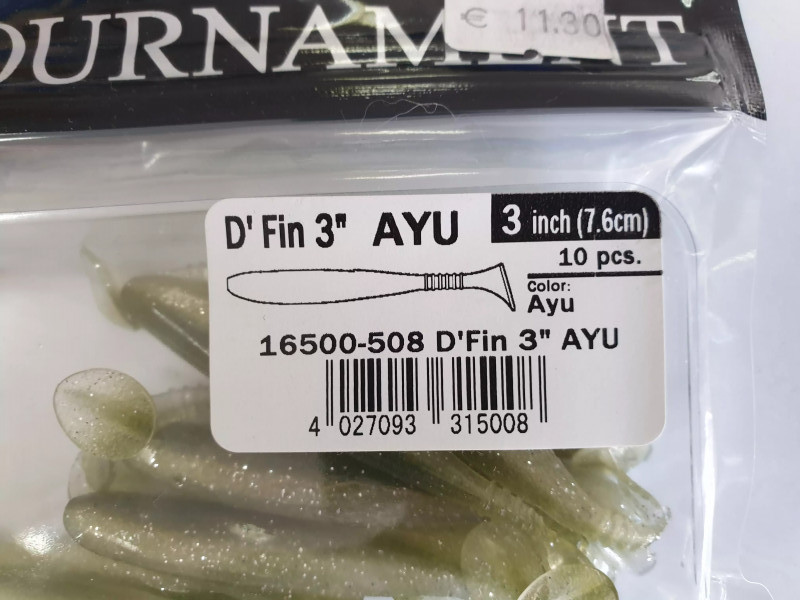 € 11.30
OURNAMENT
D' Fin 3" AYU
3 inch (7.6cm)
10 pcs.
Color:
Ayu
16500-508 D'Fin 3" AYU
4 027093 315008